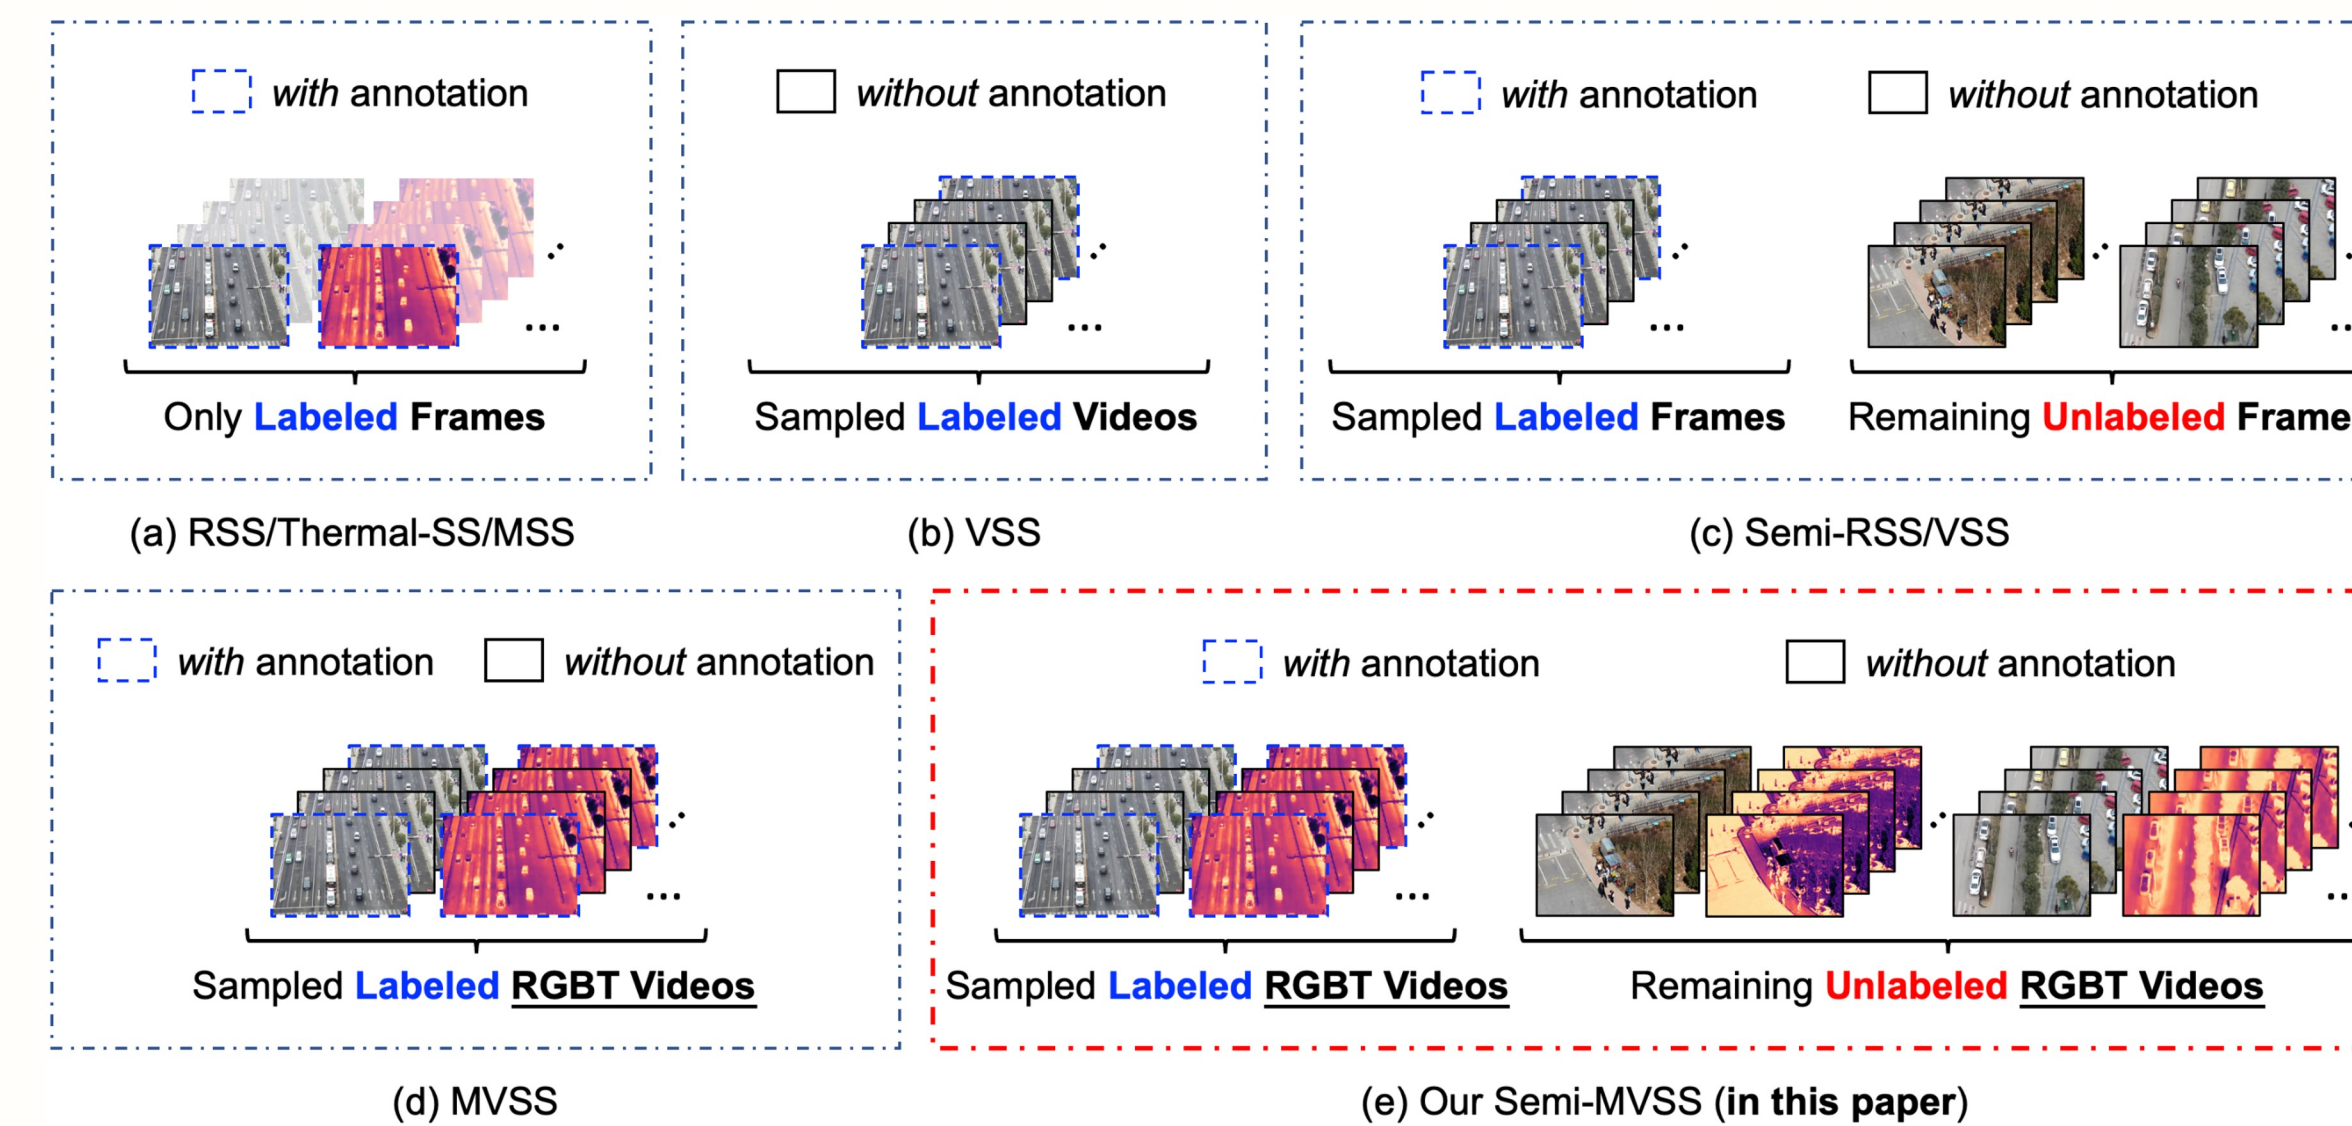 with annotation
Only Labeled Frames
(a) RSS/Thermal-SS/MSS
without annotation
Sampled Labeled Videos
(b) VSS
with annotation without annotation
Sampled Labeled Frames Remaining Unlabeled Frame
(c) Semi-RSS/VSS
with annotation without annotation
Sampled Labeled RGBT Videos
(d) MVSS
with annotation without annotation
Sampled Labeled RGBT Videos Remaining Unlabeled RGBT Videos
(e) Our Semi-MVSS (in this paper)